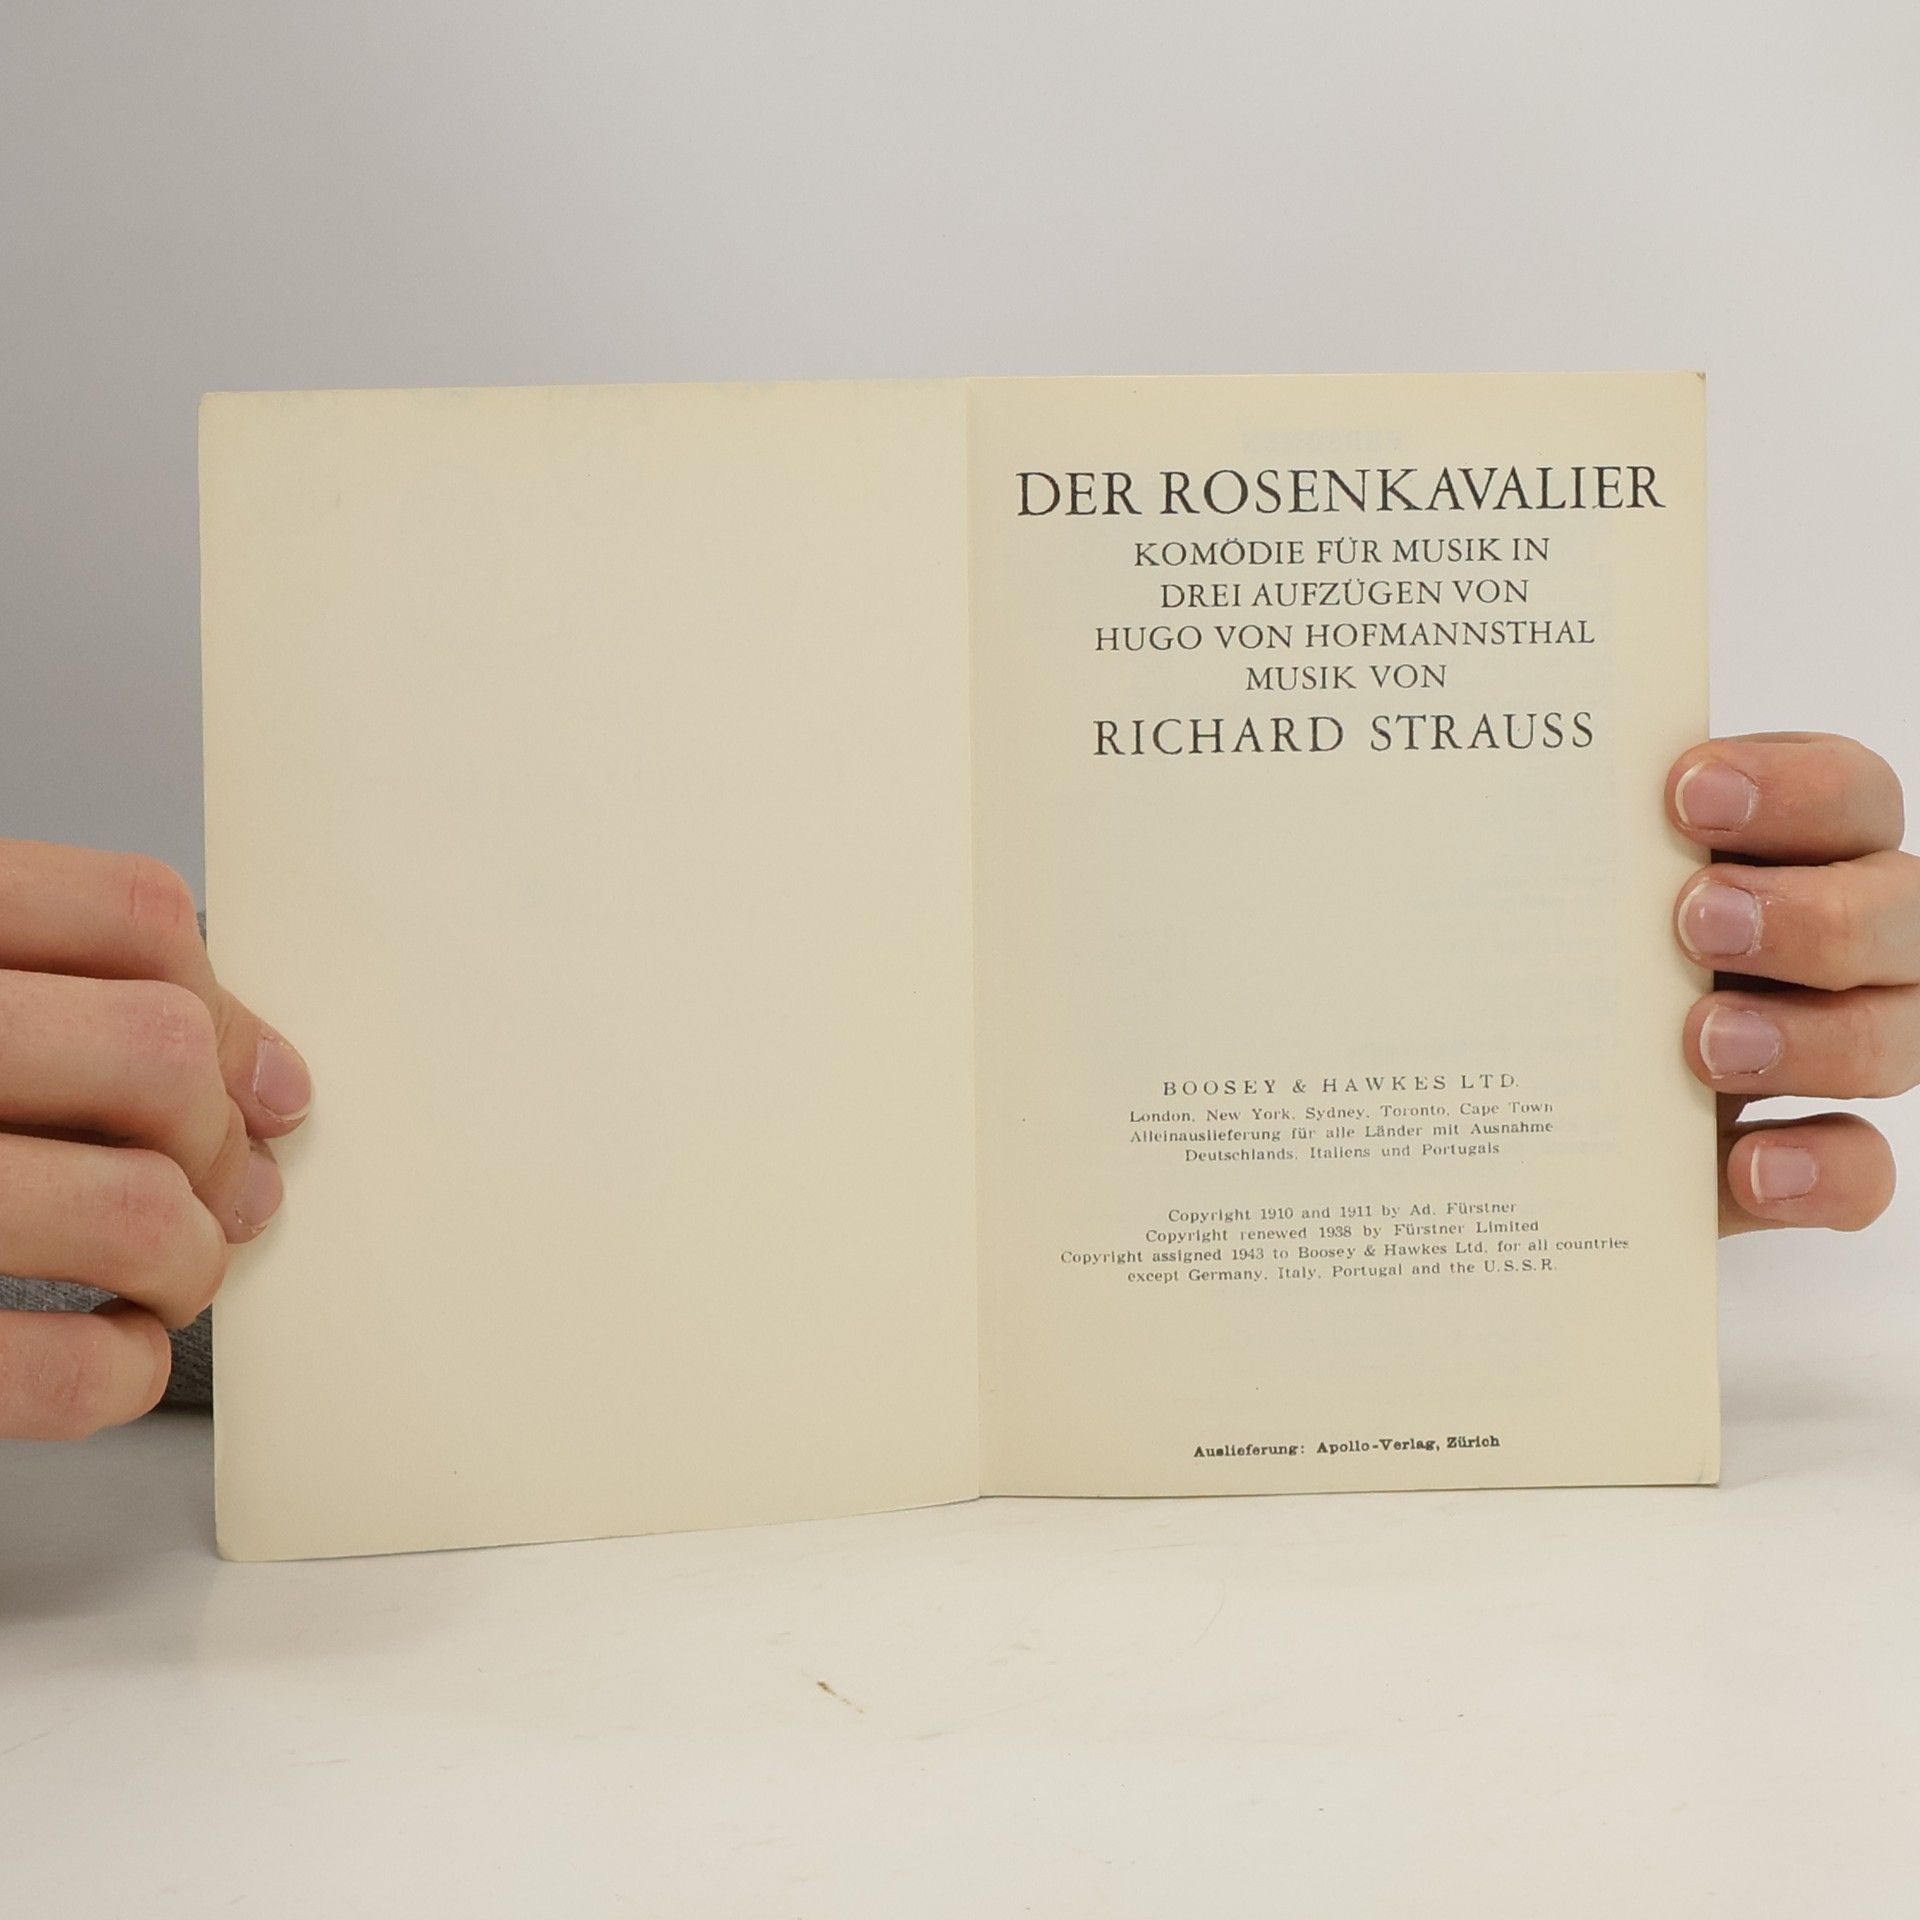 DER ROSENKAVALIER
KOMÖDIE FÜR MUSIK IN
DREI AUFZÜGEN VON
HUGO VON HOFMANNSTHAL
MUSIK VON
RICHARD STRAUSS
BOOSEY & HAWKES LTD.
London, New York, Sydney, Toronto, Cape Town
Alleinauslieferung für alle Länder mit Ausnahme
Deutschlands, Italiens und Portugals
Copyright 1910 and 1911 by Ad. Fürstner
Copyright renewed 1938 by Fürstner Limited
Copyright assigned 1943 to Boosey & Hawkes Ltd. for all countries
except Germany, Italy, Portugal and the U.S.S.R.
Auslieferung: Apollo-Verlag, Zürich